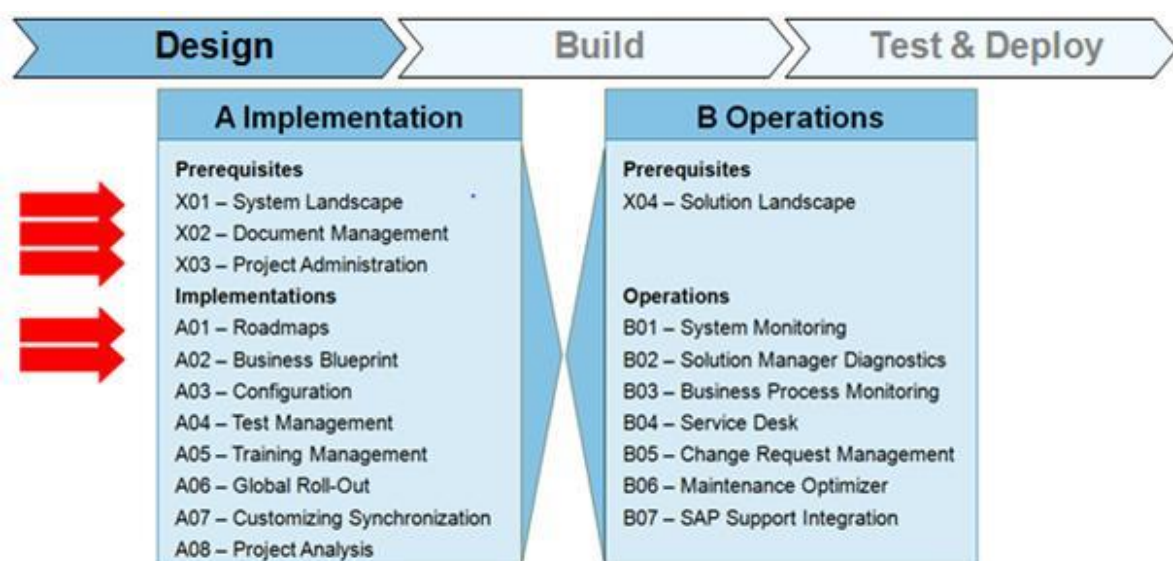 Design
Build
Test & Deploy
A Implementation
Prerequisites
X01 – System Landscape
X02 – Document Management
X03 – Project Administration
Implementations
A01 – Roadmaps
A02 – Business Blueprint
A03 – Configuration
A04 – Test Management
A05 – Training Management
A06 – Global Roll-Out
A07 – Customizing Synchronization
A08 – Project Analysis
B Operations
Prerequisites
X04 – Solution Landscape
Operations
B01 – System Monitoring
B02 – Solution Manager Diagnostics
B03 – Business Process Monitoring
B04 – Service Desk
B05 – Change Request Management
B06 – Maintenance Optimizer
B07 – SAP Support Integration